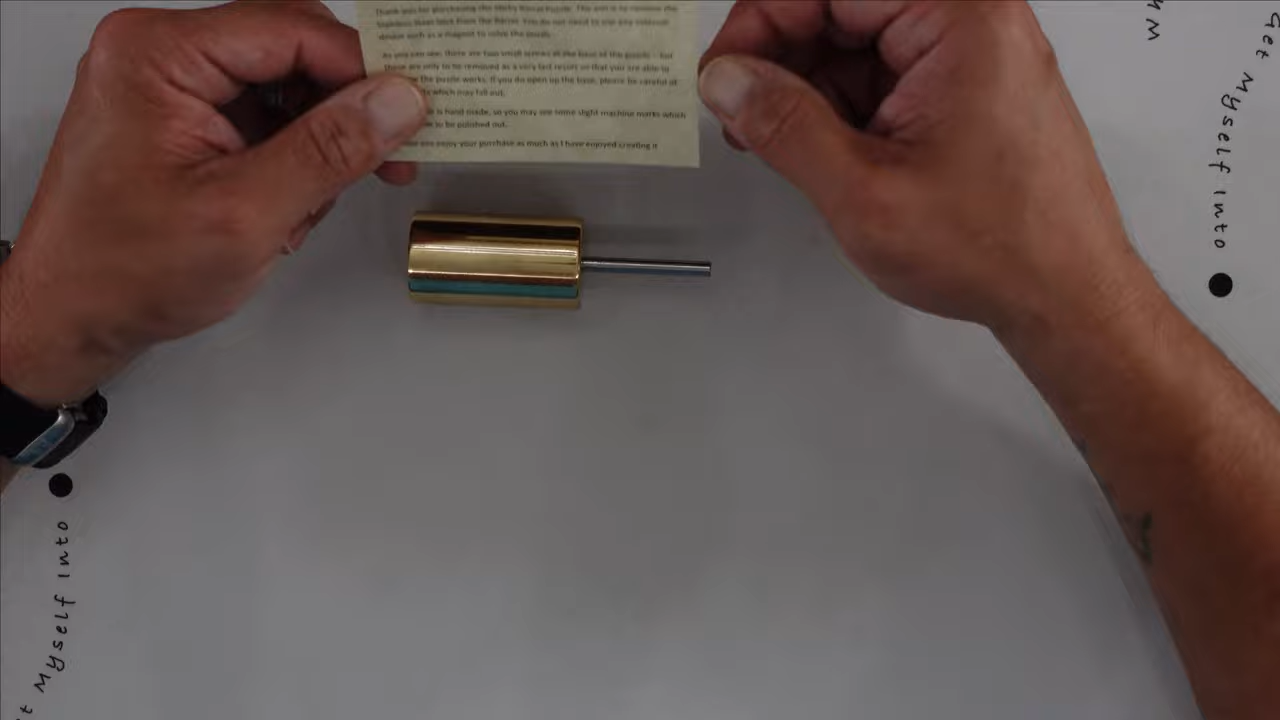 Thank you for purchasing the Sticky Barrel Puzzle. The aim is to remove the
Stainless Steel Rod from the Barrel. You do not need to use any external
device such as a magnet to solve the puzzle.
As you can see, there are two small screws at the base of the puzzle – but
these are only to be removed as a very last resort so that you are able to
the puzzle works. If you do open up the base, please be careful of
which may fall out.
is hand made, so you may see some slight machine marks which
to be polished out.
you enjoy your purchase as much as I have enjoyed creating it
Get Myself Into
Myself Into